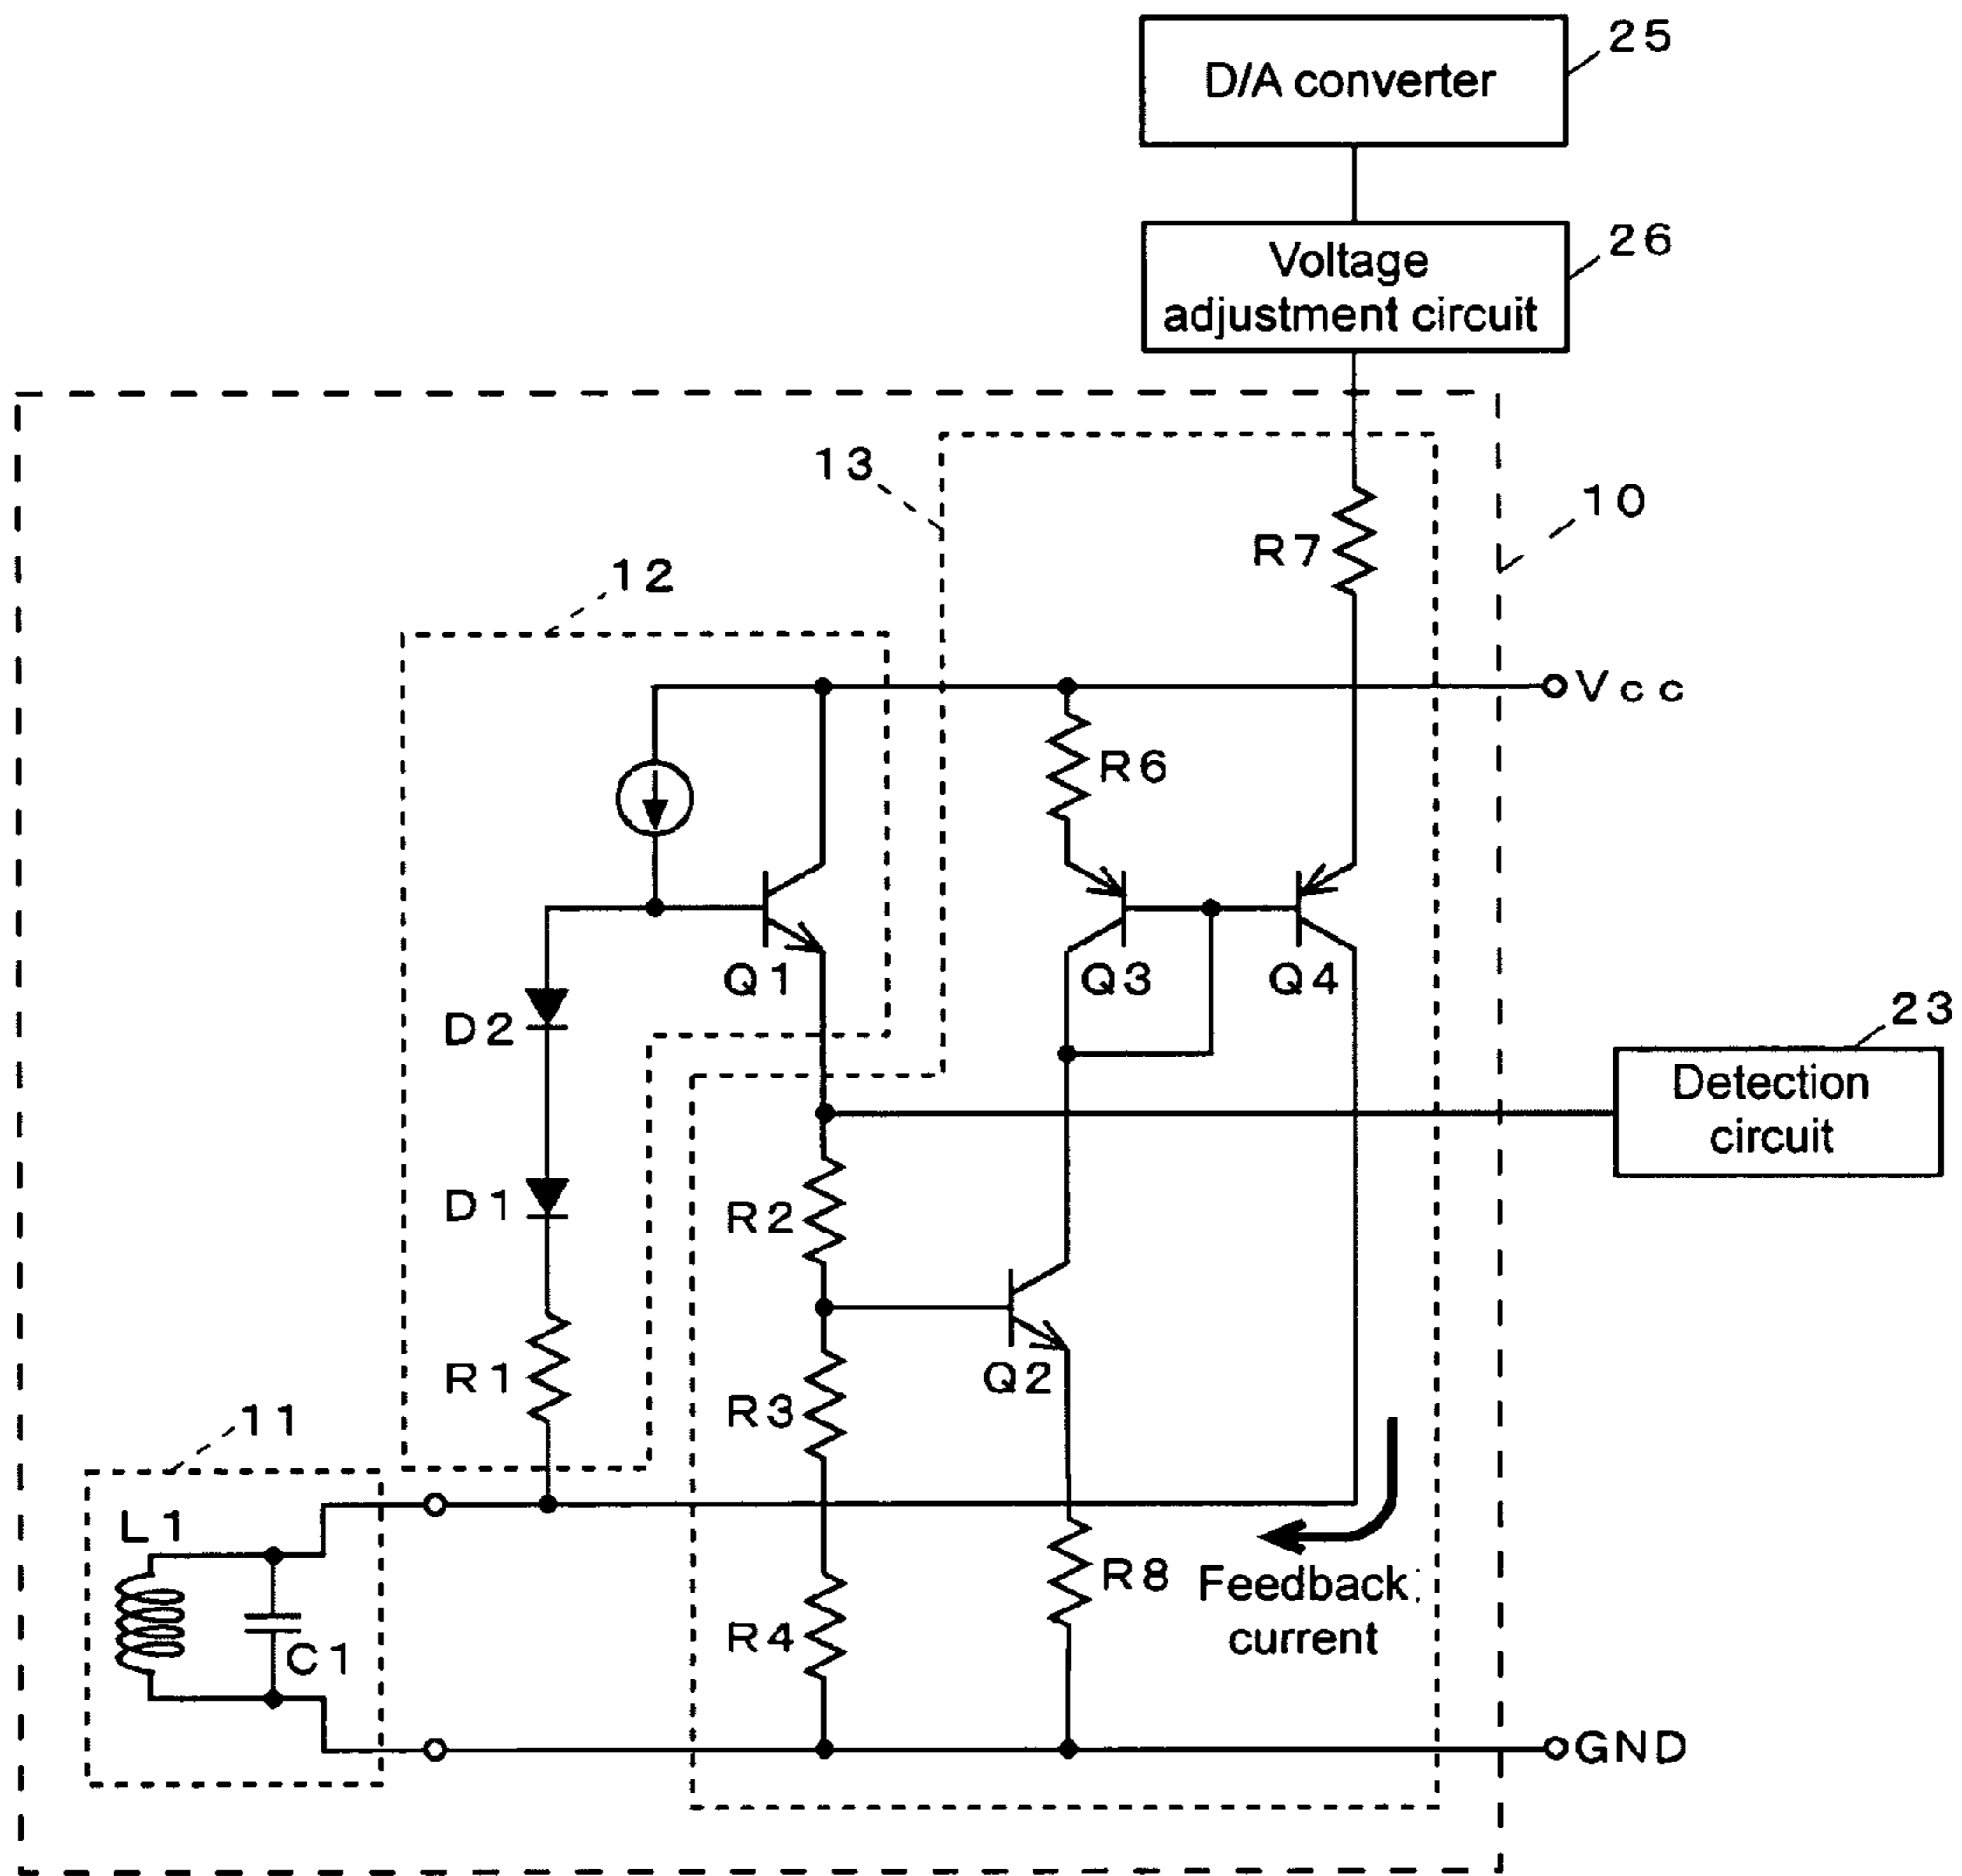 25
D/A converter
26
Voltage
adjustment circuit
13
10
R7
12
Vcc
R6
Q1
Q3
Q4
D2
23
Detection
circuit
D1
R2
R1
Q2
R3
11
L1
R8
Feedback
current
R4
C1
GND